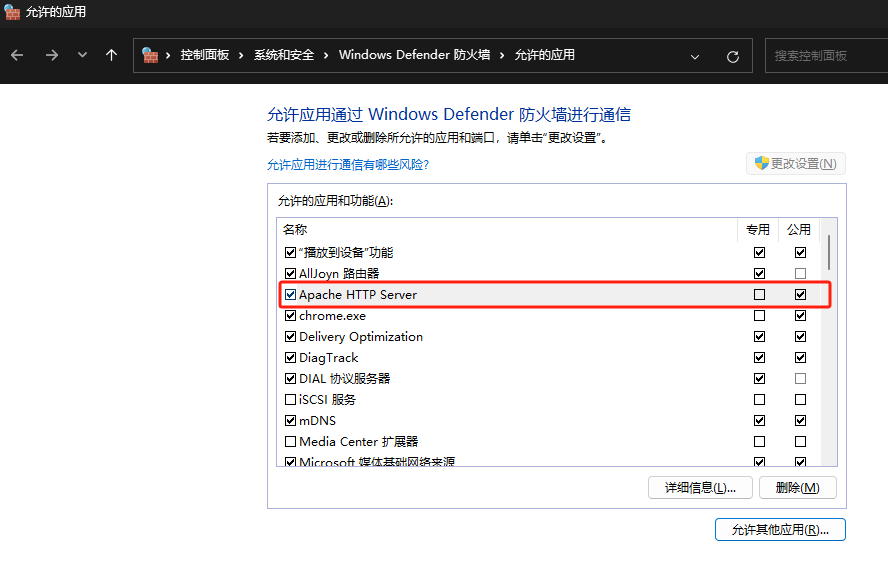 允许的应用
控制面板 › 系统和安全 › Windows Defender 防火墙 › 允许的应用
搜索控制面板
允许应用通过 Windows Defender 防火墙进行通信
若要添加、更改或删除所允许的应用和端口，请单击"更改设置"。
允许应用进行通信有哪些风险?
更改设置(N)
允许的应用和功能(A):
名称 专用 公用
"播放到设备"功能
AllJoyn 路由器
Apache HTTP Server
chrome.exe
Delivery Optimization
DiagTrack
DIAL 协议服务器
iSCSI 服务
mDNS
Media Center 扩展器
Microsoft 媒体基础网络来源
详细信息(L)... 删除(M)
允许其他应用(R)...